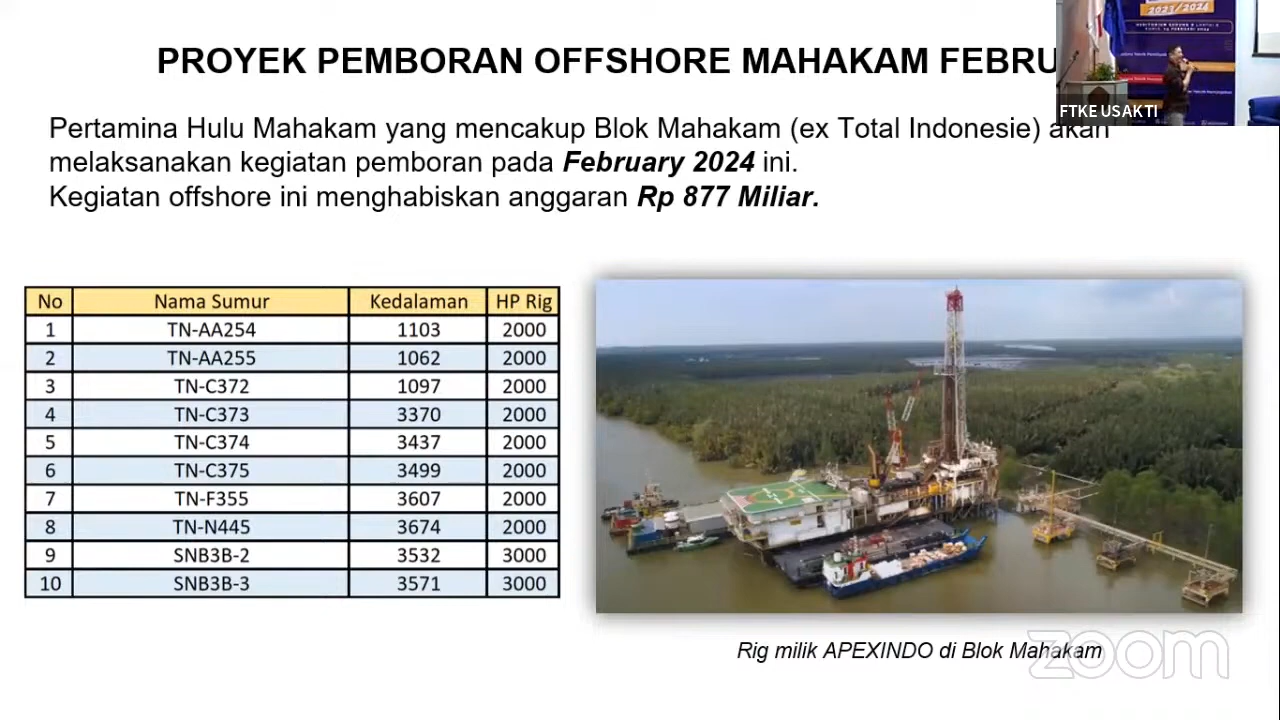 PROYEK PEMBORAN OFFSHORE MAHAKAM FEBRU
2023/2024
FTKE USAKTI
Pertamina Hulu Mahakam yang mencakup Blok Mahakam (ex Total Indonesie) akan
melaksanakan kegiatan pemboran pada February 2024 ini.
Kegiatan offshore ini menghabiskan anggaran Rp 877 Miliar.
No Nama Sumur Kedalaman HP Rig
1 TN-AA254 1103 2000
2 TN-AA255 1062 2000
3 TN-C372 1097 2000
4 TN-C373 3370 2000
5 TN-C374 3437 2000
6 TN-C375 3499 2000
7 TN-F355 3607 2000
8 TN-N445 3674 2000
9 SNB3B-2 3532 3000
10 SNB3B-3 3571 3000
Rig milik APEXINDO di Blok Mahakam
zoom